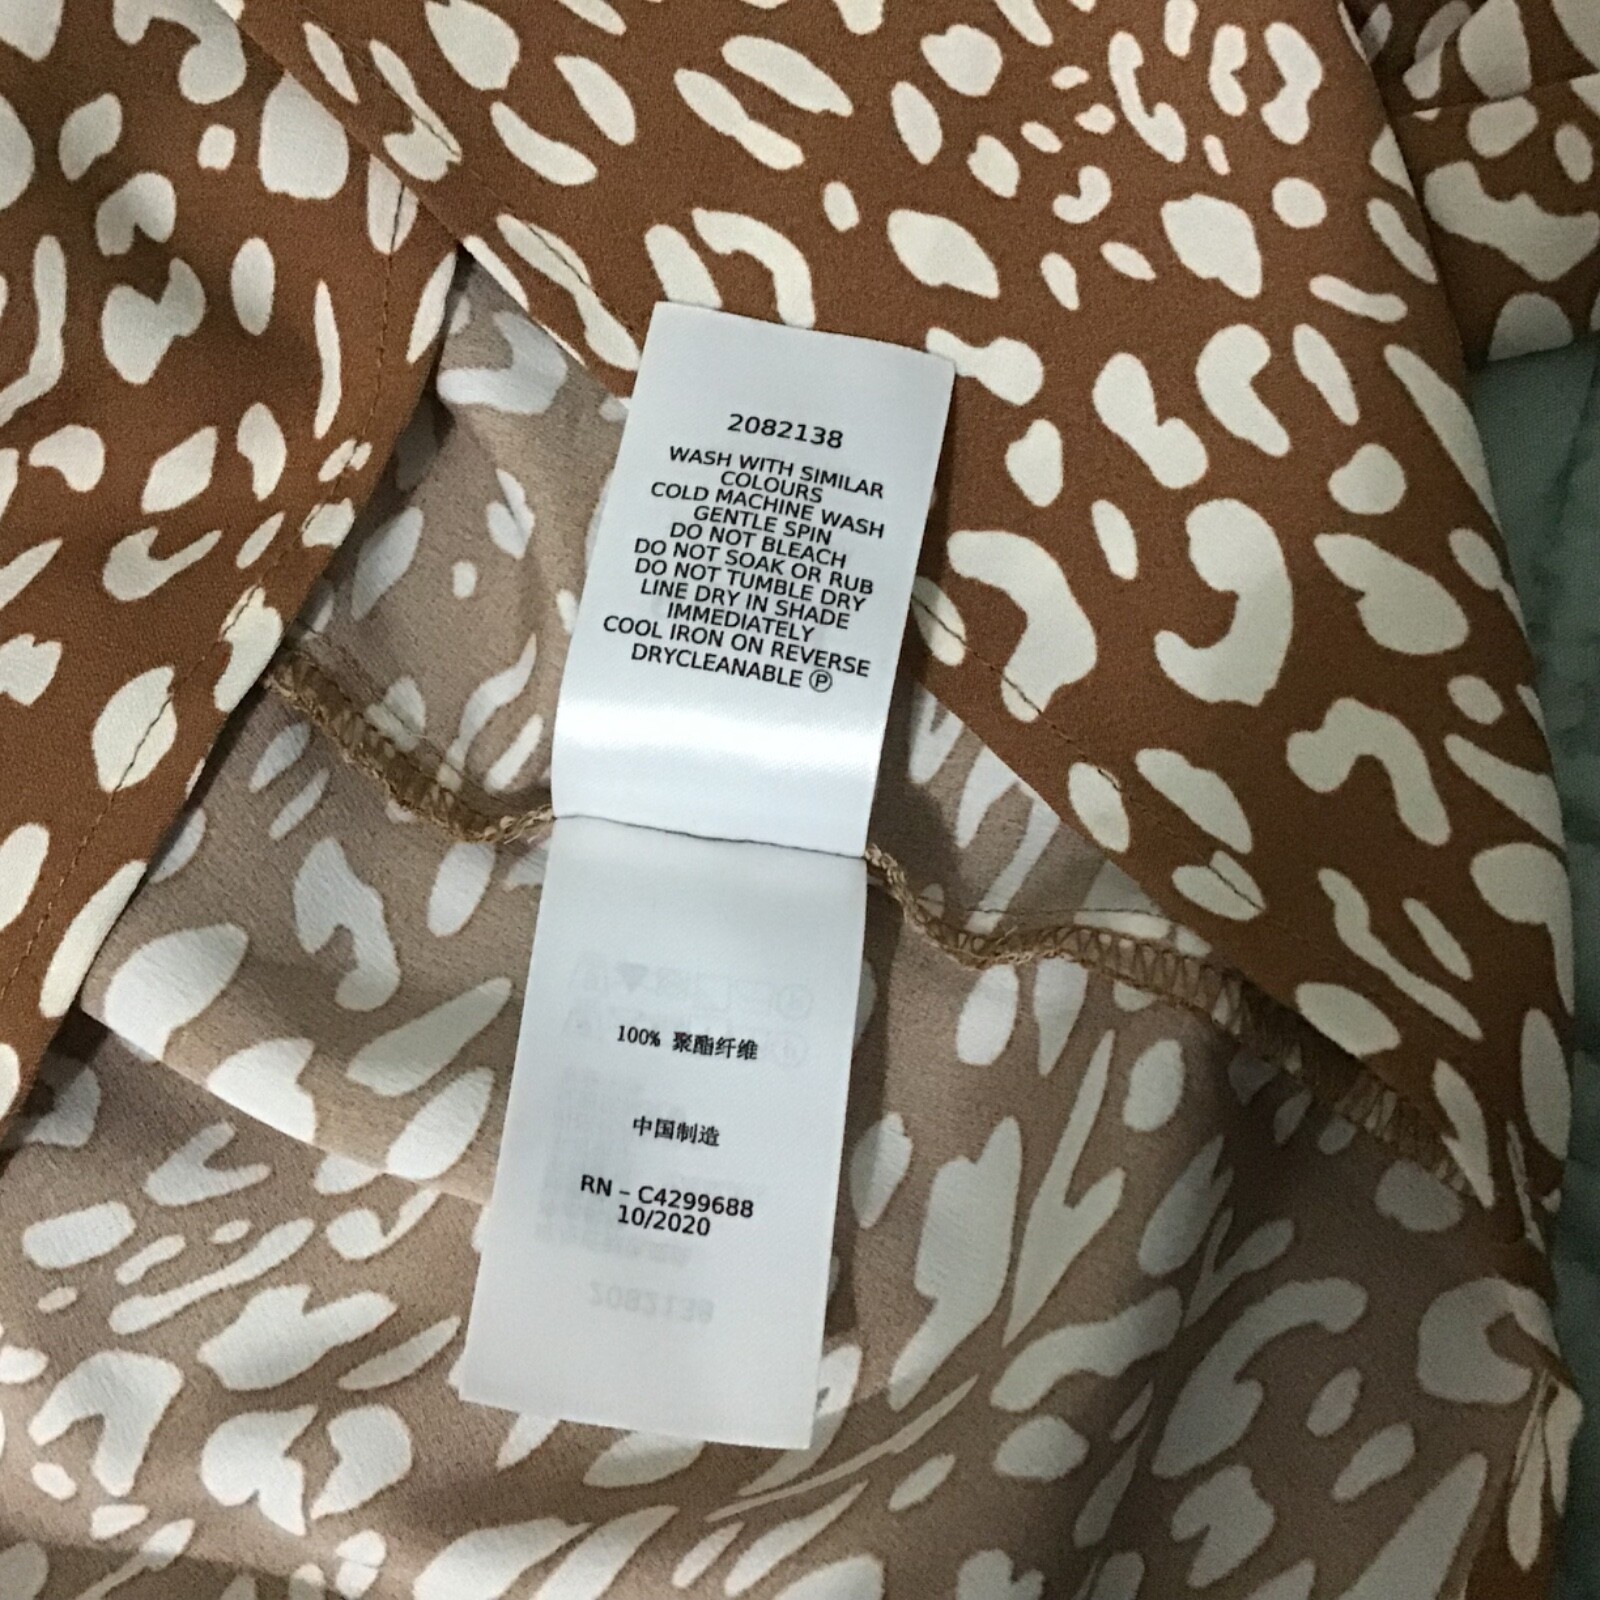 2082138
WASH WITH SIMILAR
COLOURS
COLD MACHINE WASH
GENTLE SPIN
DO NOT BLEACH
DO NOT SOAK OR RUB
DO NOT TUMBLE DRY
LINE DRY IN SHADE
IMMEDIATELY
COOL IRON ON REVERSE
DRYCLEANABLE Ⓟ
100% 聚酯纤维
中国制造
RN – C4299688
10/2020
2082138